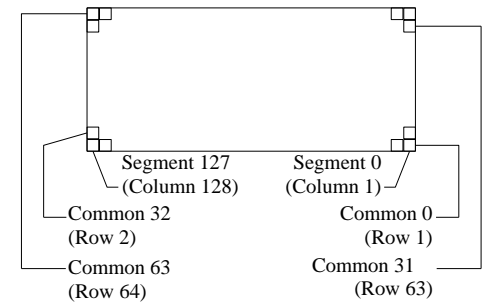 Segment 127 Segment 0
(Column 128) (Column 1)
Common 32 Common 0
(Row 2) (Row 1)
Common 63 Common 31
(Row 64) (Row 63)